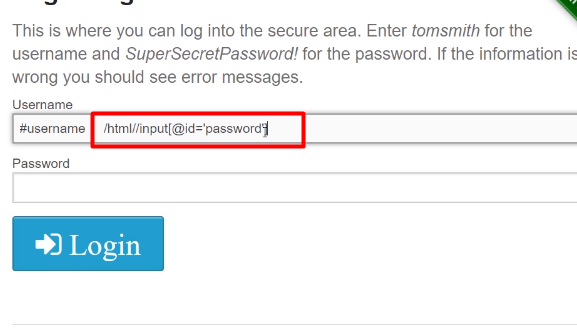 This is where you can log into the secure area. Enter tomsmith for the
username and SuperSecretPassword! for the password. If the information is
wrong you should see error messages.
Username
#username /html//input[@id='password']
Password
Login